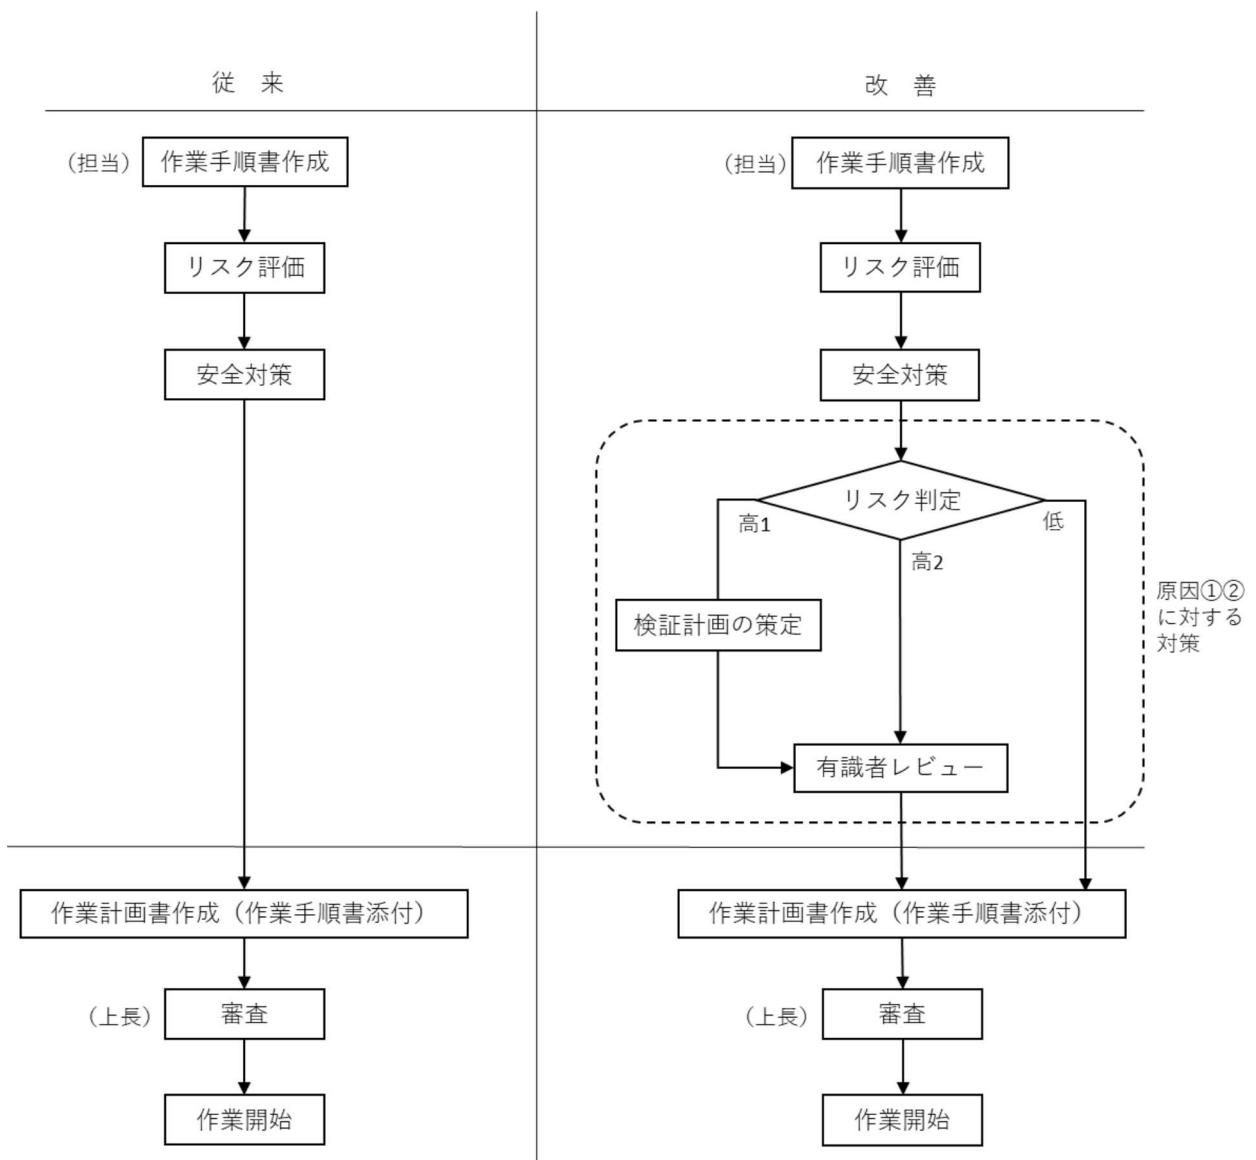 従　来
(担当)
作業手順書作成
リスク評価
安全対策
作業計画書作成（作業手順書添付）
(上長)
審査
作業開始
改　善
(担当)
作業手順書作成
リスク評価
安全対策
リスク判定
高1
高2
低
検証計画の策定
有識者レビュー
原因①②
に対する
対策
作業計画書作成（作業手順書添付）
(上長)
審査
作業開始